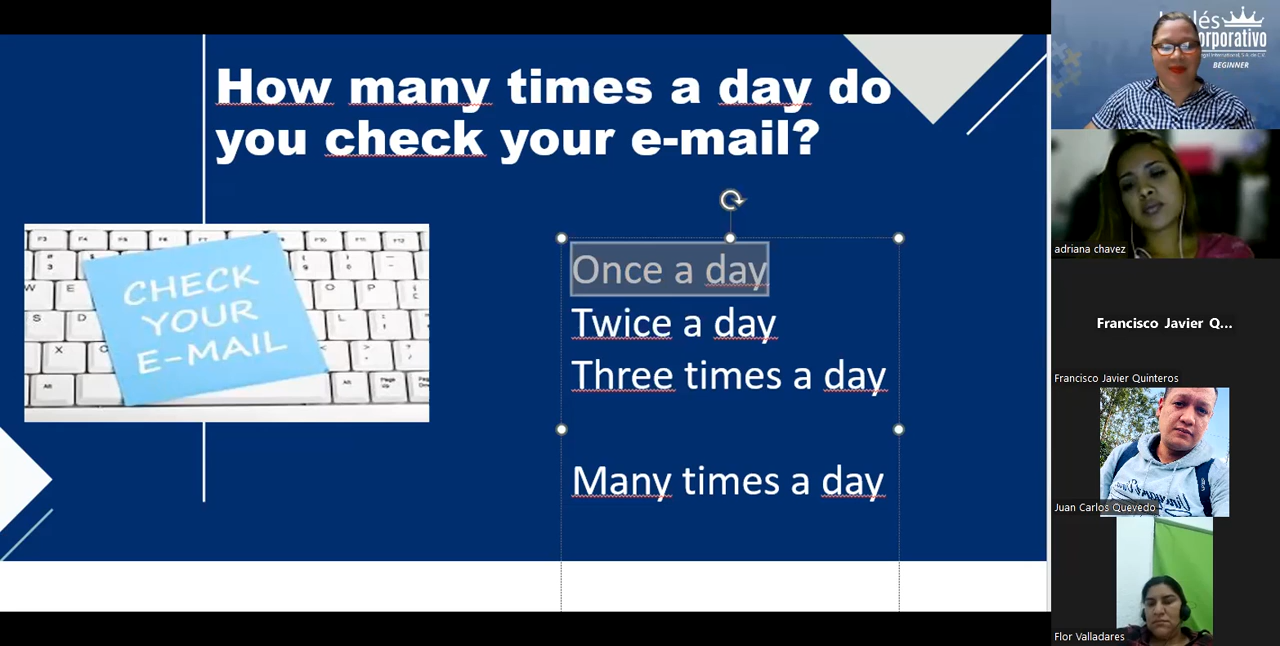 How many times a day do
you check your e-mail?
CHECK
YOUR
E-MAIL
Once a day
Twice a day
Three times a day
Many times a day
BEGINNER
adriana chavez
Francisco Javier Q...
Francisco Javier Quinteros
Juan Carlos Quevedo
Flor Valladares